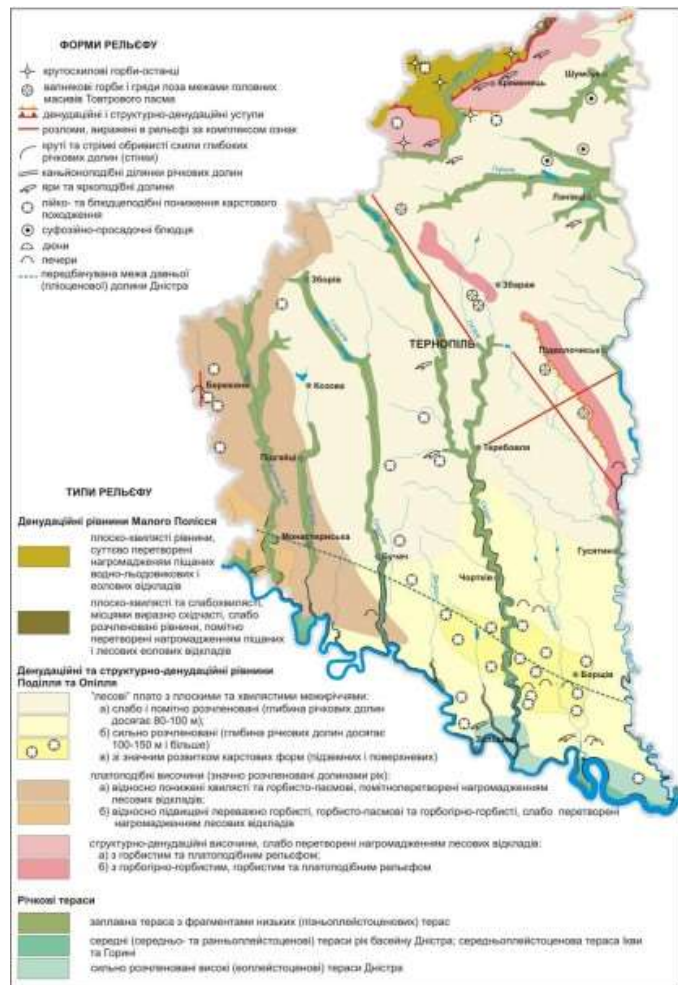 ФОРМИ РЕЛЬЄФУ
крутосхилові горби-останці
вапнякові горби і гряди поза межами головних
масивів Товтрового пасма
денудаційні і структурно-денудаційні уступи
розломи, виражені в рельєфі за комплексом ознак
круті та стрімкі обривисті схили глибоких
річкових долин (стінки)
каньйоноподібні ділянки річкових долин
яри та яркоподібні долини
лійко- та блюдцеподібні пониження карстового
походження
суфозійно-просадочні блюдця
дюни
печери
передбачувана межа давньої
(пліоценової) долини Дністра
Кременець
Шумськ
Ланівці
Зборів
Збараж
ТЕРНОПІЛЬ
Підволочиськ
Бережани
Козова
Теребовля
Підгайці
Монастириська
Бучач
Гусятин
Чортків
Борщів
ТИПИ РЕЛЬЄФУ
Денудаційні рівнини Малого Полісся
плоско-хвилясті рівнини,
суттєво перетворені
нагромадженням піщаних
водно-льодовикових і
еолових відкладів
плоско-хвилясті та слабохвилясті,
місцями виразно східчасті, слабо
розчленовані рівнини, помітно
перетворені нагромадженням піщаних
і лесових еолових відкладів
Денудаційні та структурно-денудаційні рівнини
Поділля та Опілля
"лесові" плато з плоскими та хвилястими межиріччями:
а) слабо і помітно розчленовані (глибина річкових долин
досягає 80-100 м);
б) сильно розчленовані (глибина річкових долин досягає
100-150 м і більше)
в) зі значним розвитком карстових форм (підземних і поверхневих)
платоподібні височини (значно розчленовані долинами рік):
а) відносно понижені хвилясті та горбисто-пасмові, помітноперетворені нагромадженням
лесових відкладів;
б) відносно підвищені переважно горбисті, горбисто-пасмові та горбогірно-горбисті, слабо перетворені
нагромадженням лесових відкладів
структурно-денудаційні височини, слабо перетворені нагромадженням лесових відкладів:
а) з горбистим та платоподібним рельєфом;
б) з горбогірно-горбистим, горбистим та платоподібним рельєфом
Річкові тераси
заплавна тераса з фрагментами низьких (пізньоплейстоценових) терас
середні (середньо- та ранньоплейстоценові) тераси рік басейну Дністра; середньоплейстоценова тераса Ікви
та Горині
сильно розчленовані високі (еоплейстоценові) тераси Дністра